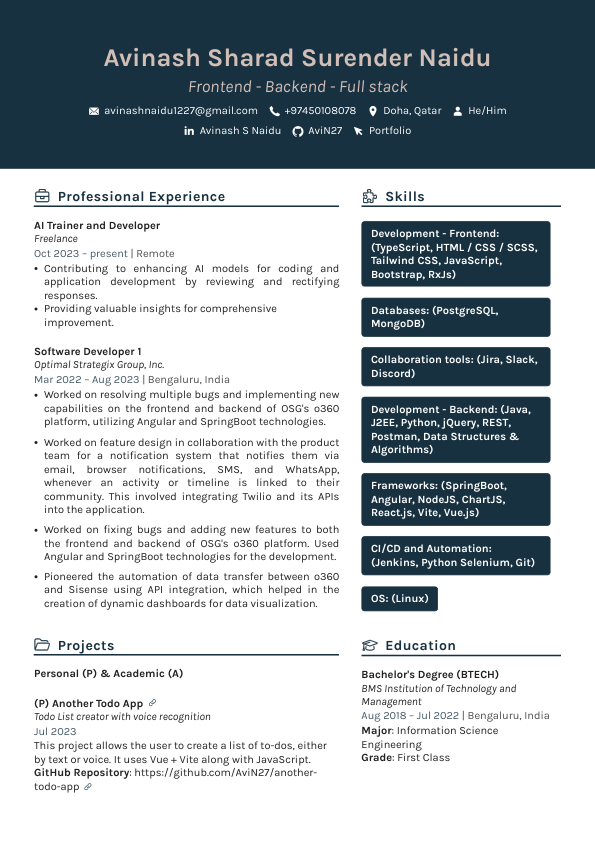 Avinash Sharad Surender Naidu
Frontend - Backend - Full stack
avinashnaidu1227@gmail.com +97450108078 Doha, Qatar He/Him
Avinash S Naidu AviN27 Portfolio
Professional Experience
AI Trainer and Developer
Freelance
Oct 2023 – present | Remote
• Contributing to enhancing AI models for coding and
application development by reviewing and rectifying
responses.
• Providing valuable insights for comprehensive
improvement.
Software Developer 1
Optimal Strategix Group, Inc.
Mar 2022 – Aug 2023 | Bengaluru, India
• Worked on resolving multiple bugs and implementing new
capabilities on the frontend and backend of OSG's o360
platform, utilizing Angular and SpringBoot technologies.
• Worked on feature design in collaboration with the product
team for a notification system that notifies them via
email, browser notifications, SMS, and WhatsApp,
whenever an activity or timeline is linked to their
community. This involved integrating Twilio and its APIs
into the application.
• Worked on fixing bugs and adding new features to both
the frontend and backend of OSG's o360 platform. Used
Angular and SpringBoot technologies for the development.
• Pioneered the automation of data transfer between o360
and Sisense using API integration, which helped in the
creation of dynamic dashboards for data visualization.
Projects
Personal (P) & Academic (A)
(P) Another Todo App
Todo List creator with voice recognition
Jul 2023
This project allows the user to create a list of to-dos, either
by text or voice. It uses Vue + Vite along with JavaScript.
GitHub Repository: https://github.com/AviN27/another-
todo-app
Skills
Development - Frontend:
(TypeScript, HTML / CSS / SCSS,
Tailwind CSS, JavaScript,
Bootstrap, RxJs)
Databases: (PostgreSQL,
MongoDB)
Collaboration tools: (Jira, Slack,
Discord)
Development - Backend: (Java,
J2EE, Python, jQuery, REST,
Postman, Data Structures &
Algorithms)
Frameworks: (SpringBoot,
Angular, NodeJS, ChartJS,
React.js, Vite, Vue.js)
CI/CD and Automation:
(Jenkins, Python Selenium, Git)
OS: (Linux)
Education
Bachelor's Degree (BTECH)
BMS Institution of Technology and
Management
Aug 2018 – Jul 2022 | Bengaluru, India
Major: Information Science
Engineering
Grade: First Class